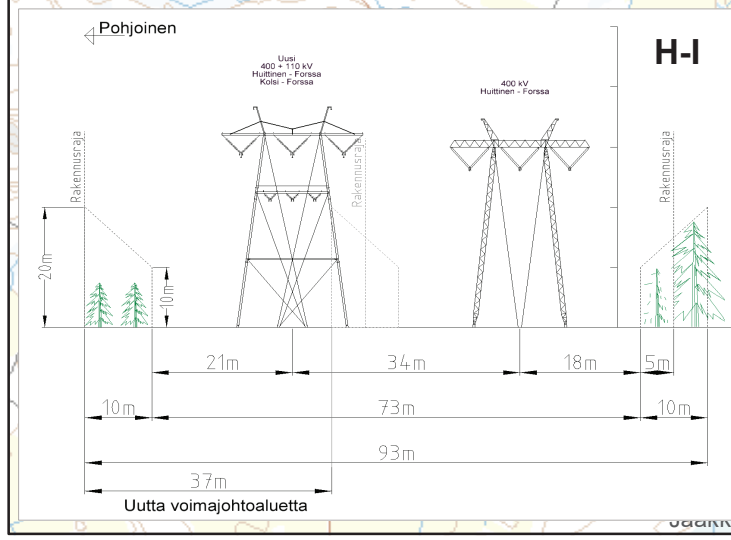 Pohjoinen
H-I
Uusi
400 + 110 kV
Huittinen - Forssa
Kolsi - Forssa
400 kV
Huittinen - Forssa
Rakennusraja
Rakennusraja
Rakennusraja
20m
10m
21m
34m
18m
5m
10m
73m
10m
93m
37m
Uutta voimajohtoaluetta